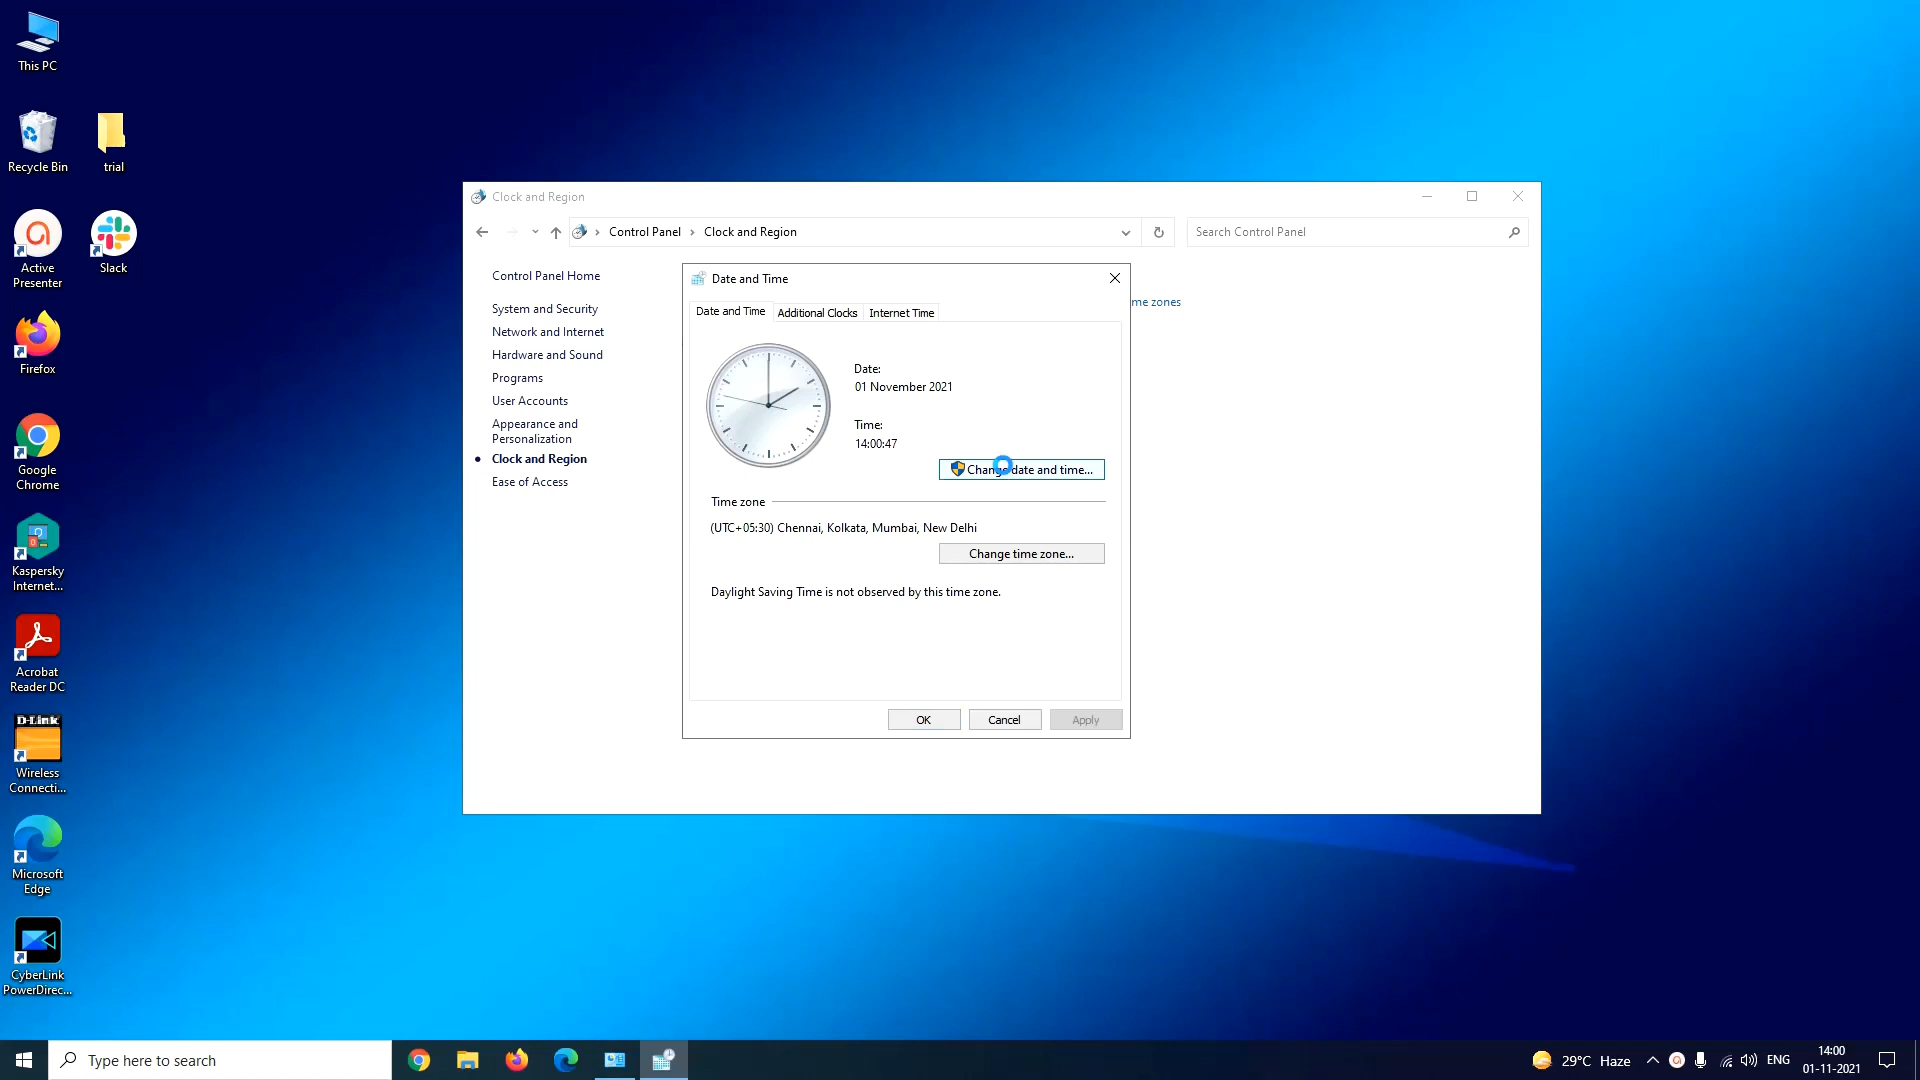 This PC
Recycle Bin
trial
Active
Presenter
Slack
Firefox
Google
Chrome
Kaspersky
Internet...
Acrobat
Reader DC
D-Link
Wireless
Connecti...
Microsoft
Edge
CyberLink
PowerDirec...
Clock and Region
Control Panel
Clock and Region
Search Control Panel
Control Panel Home
System and Security
Network and Internet
Hardware and Sound
Programs
User Accounts
Appearance and
Personalization
Clock and Region
Ease of Access
me zones
Date and Time
Date and Time
Additional Clocks
Internet Time
Date:
01 November 2021
Time:
14:00:47
Change date and time...
Time zone
(UTC+05:30) Chennai, Kolkata, Mumbai, New Delhi
Change time zone...
Daylight Saving Time is not observed by this time zone.
OK
Cancel
Apply
Type here to search
29°C Haze
ENG
14:00
01-11-2021